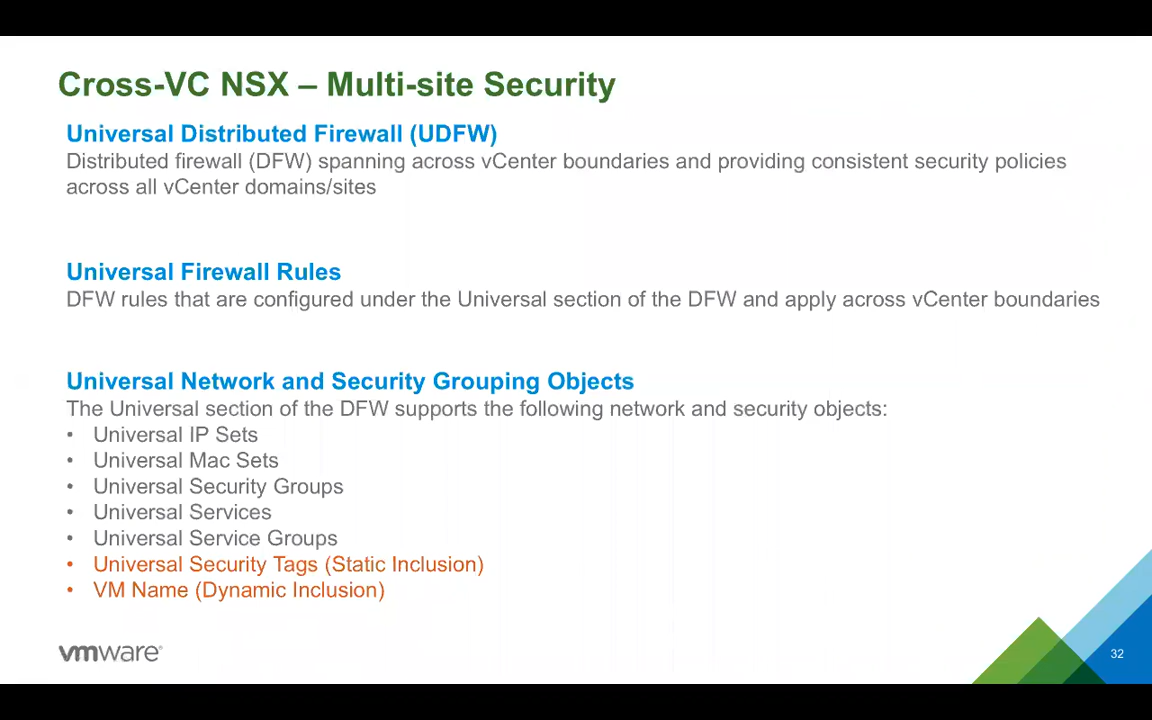 Cross-VC NSX – Multi-site Security
Universal Distributed Firewall (UDFW)
Distributed firewall (DFW) spanning across vCenter boundaries and providing consistent security policies
across all vCenter domains/sites
Universal Firewall Rules
DFW rules that are configured under the Universal section of the DFW and apply across vCenter boundaries
Universal Network and Security Grouping Objects
The Universal section of the DFW supports the following network and security objects:
• Universal IP Sets
• Universal Mac Sets
• Universal Security Groups
• Universal Services
• Universal Service Groups
• Universal Security Tags (Static Inclusion)
• VM Name (Dynamic Inclusion)
vmware
32